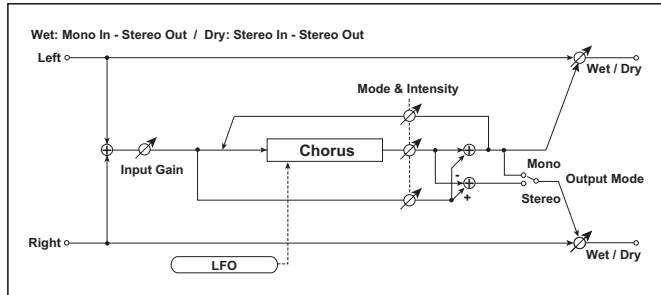 Wet: Mono In - Stereo Out / Dry: Stereo In - Stereo Out
Left
Wet / Dry
Mode & Intensity
+
Input Gain
Chorus
+
-
+
+
Mono
Stereo
Output Mode
Right
LFO
Wet / Dry